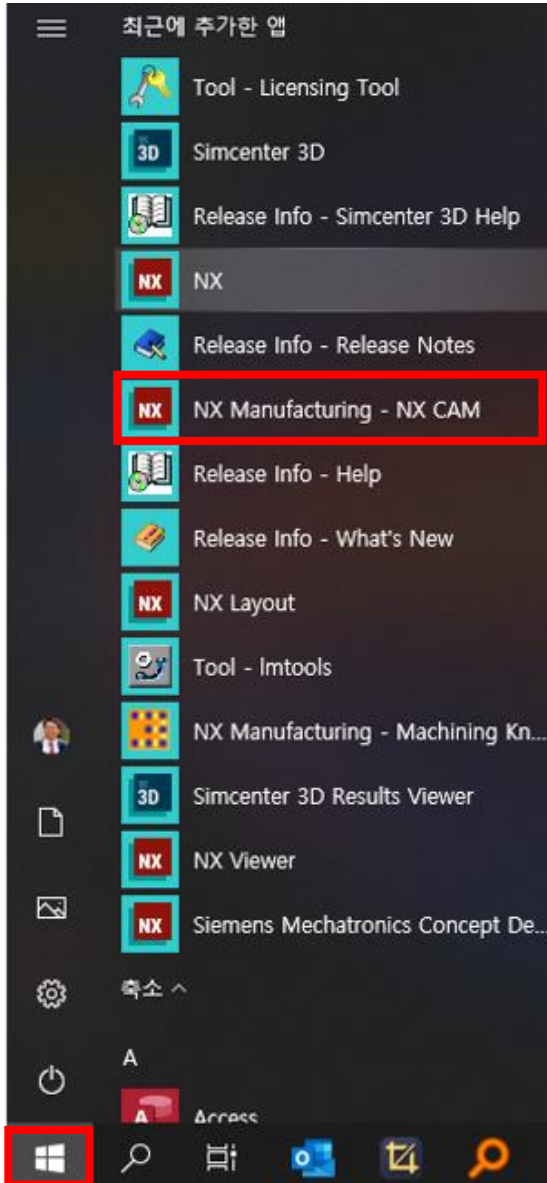 최근에 추가한 앱
Tool - Licensing Tool
3D
Simcenter 3D
Release Info - Simcenter 3D Help
NX
NX
Release Info - Release Notes
NX
NX Manufacturing - NX CAM
Release Info - Help
Release Info - What's New
NX
NX Layout
Tool - lmtools
NX Manufacturing - Machining Kn...
3D
Simcenter 3D Results Viewer
NX
NX Viewer
NX
Siemens Mechatronics Concept De...
축소
A
A
Access